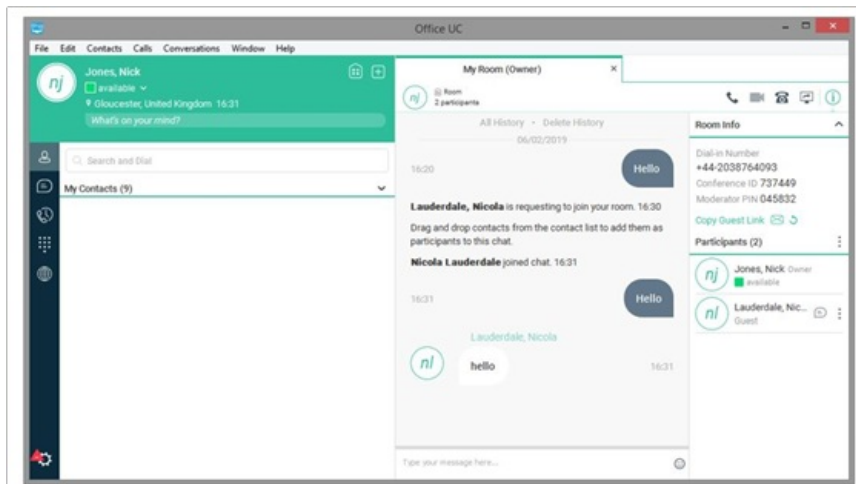 Office UC
File Edit Contacts Calls Conversations Window Help
nj
Jones, Nick
available
Gloucester, United Kingdom 16:31
What's on your mind?
Search and Dial
My Contacts (9)
My Room (Owner)
nj
Room
2 participants
All History • Delete History
06/02/2019
16:20
Hello
Lauderdale, Nicola is requesting to join your room. 16:30
Drag and drop contacts from the contact list to add them as
participants to this chat.
Nicola Lauderdale joined chat. 16:31
16:31
Hello
Lauderdale, Nicola
nl
hello
16:31
Type your message here...
Room Info
Dial-in Number
+44-2038764093
Conference ID 737449
Moderator PIN 045832
Copy Guest Link
Participants (2)
nj
Jones, Nick Owner
available
nl
Lauderdale, Nic...
Guest